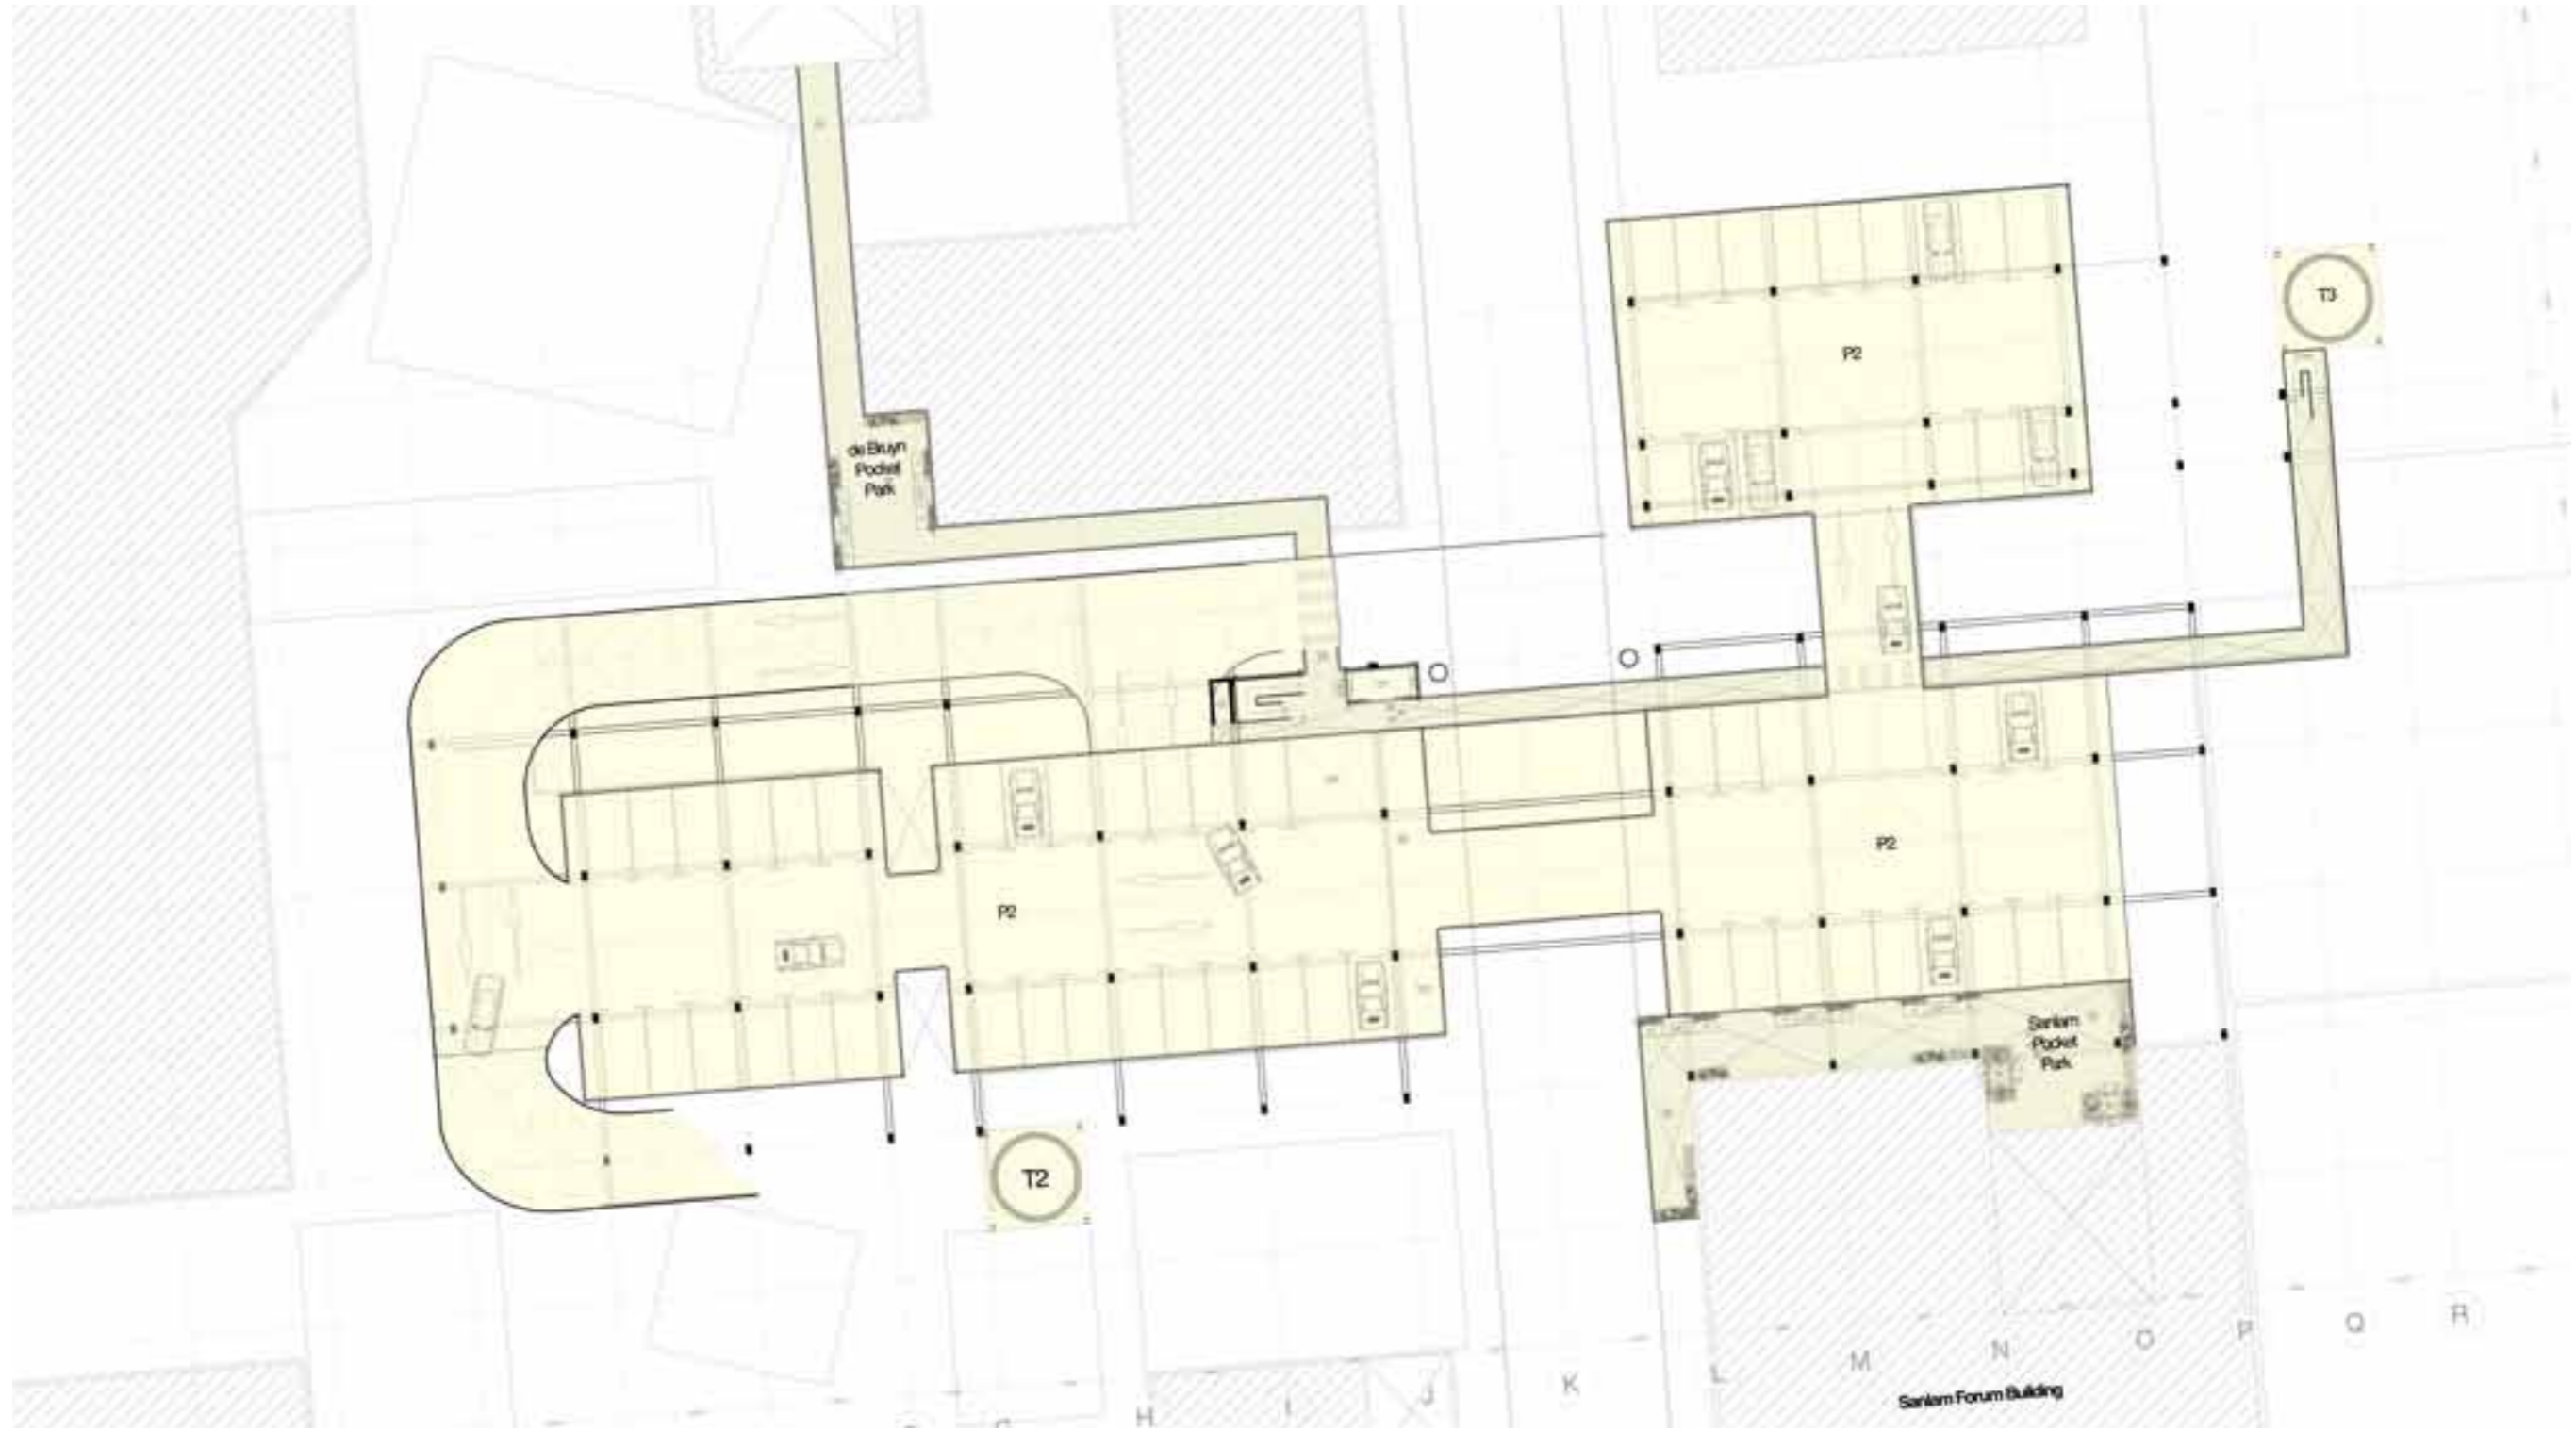 T3
P2
de Bruyn
Pocket
Park
P2
P2
Sanlam
Pocket
Park
T2
H
I
J
K
L
M
N
O
P
Q
R
Sanlam Forum Building